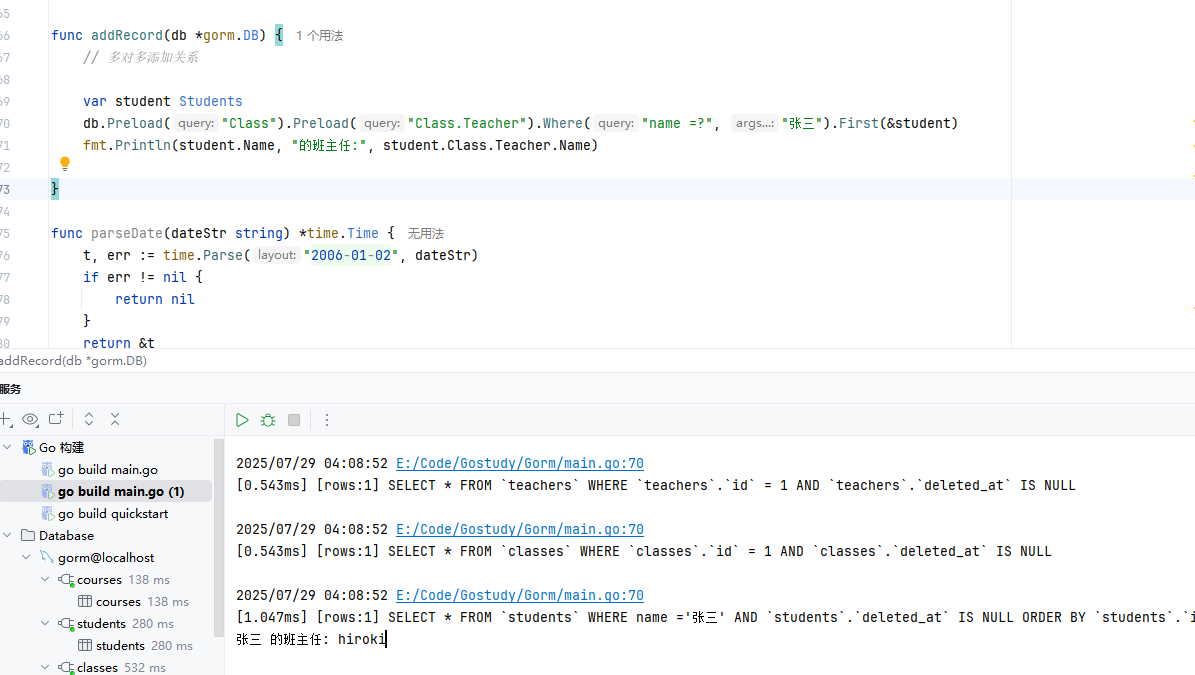 65
66 func addRecord(db *gorm.DB) { 1 个用法
67 // 多对多添加关系
68
69 var student Students
70 db.Preload( query: "Class").Preload( query: "Class.Teacher").Where( query: "name =?", args...: "张三").First(&student)
71 fmt.Println(student.Name, "的班主任:", student.Class.Teacher.Name)
72
73 }
74
75 func parseDate(dateStr string) *time.Time { 无用法
76 t, err := time.Parse( layout: "2006-01-02", dateStr)
77 if err != nil {
78 return nil
79 }
80 return &t
addRecord(db *gorm.DB)
服务
Go 构建
go build main.go
go build main.go (1)
go build quickstart
Database
gorm@localhost
courses 138 ms
courses 138 ms
students 280 ms
students 280 ms
classes 532 ms
2025/07/29 04:08:52 E:/Code/Gostudy/Gorm/main.go:70
[0.543ms] [rows:1] SELECT * FROM `teachers` WHERE `teachers`.`id` = 1 AND `teachers`.`deleted_at` IS NULL
2025/07/29 04:08:52 E:/Code/Gostudy/Gorm/main.go:70
[0.543ms] [rows:1] SELECT * FROM `classes` WHERE `classes`.`id` = 1 AND `classes`.`deleted_at` IS NULL
2025/07/29 04:08:52 E:/Code/Gostudy/Gorm/main.go:70
[1.047ms] [rows:1] SELECT * FROM `students` WHERE name ='张三' AND `students`.`deleted_at` IS NULL ORDER BY `students`.`i
张三 的班主任: hiroki